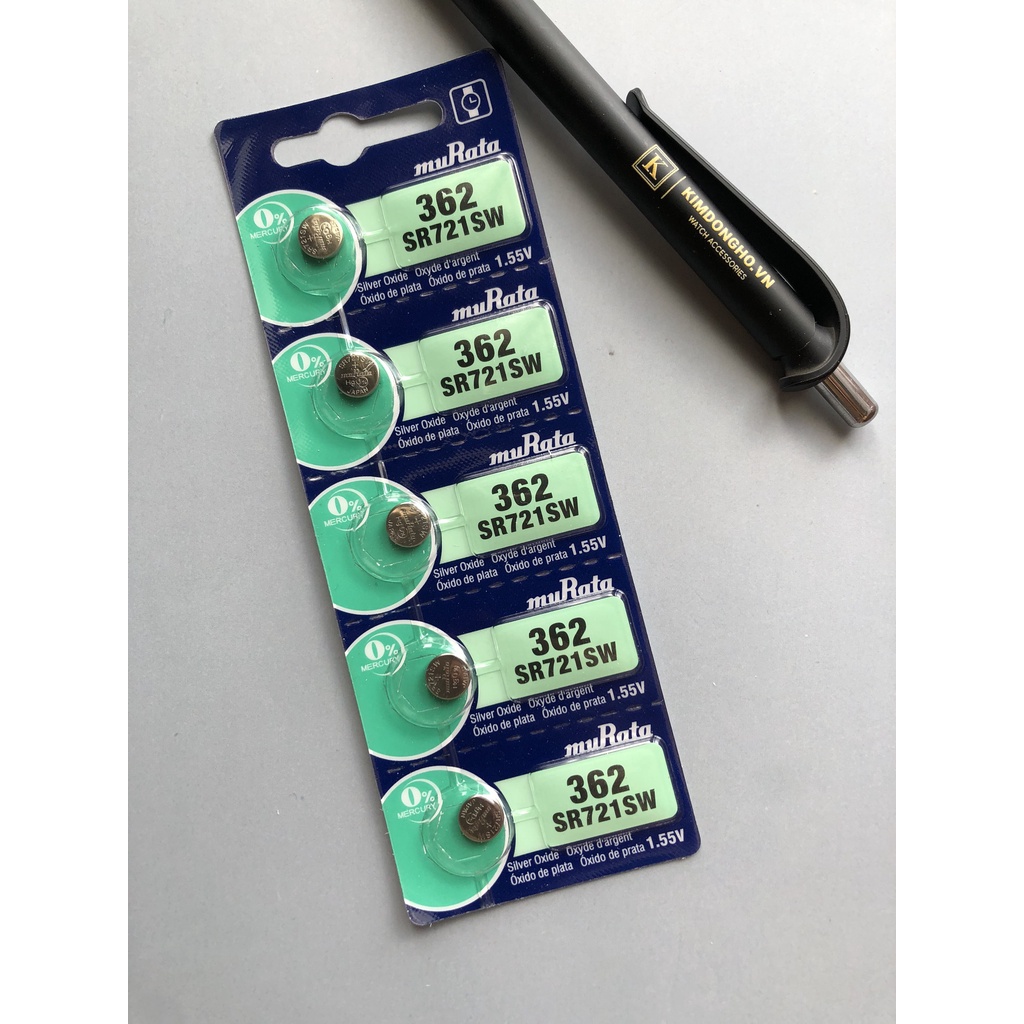 muRata
0%
MERCURY
362
SR721SW
Silver Oxide Oxyde d'argent
Óxido de plata Óxido de prata 1.55V
muRata
0%
MERCURY
362
SR721SW
Silver Oxide Oxyde d'argent
Óxido de plata Óxido de prata 1.55V
muRata
0%
MERCURY
362
SR721SW
Silver Oxide Oxyde d'argent
Óxido de plata Óxido de prata 1.55V
muRata
0%
MERCURY
362
SR721SW
Silver Oxide Oxyde d'argent
Óxido de plata Óxido de prata 1.55V
muRata
0%
MERCURY
362
SR721SW
Silver Oxide Oxyde d'argent
Óxido de plata Óxido de prata 1.55V
K
KIMDONGHO.VN
WATCH ACCESSORIES